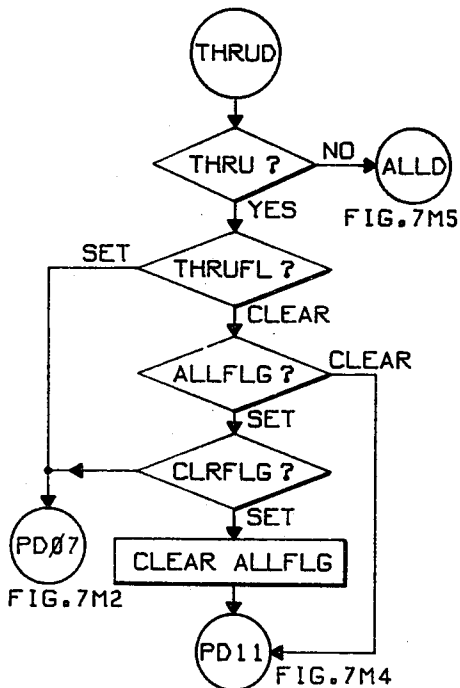 THRUD
THRU ?
NO
ALLD
FIG.7M5
YES
SET
THRUFL ?
CLEAR
ALLFLG ?
CLEAR
SET
CLRFLG ?
SET
PDØ7
FIG.7M2
CLEAR ALLFLG
PD11
FIG.7M4